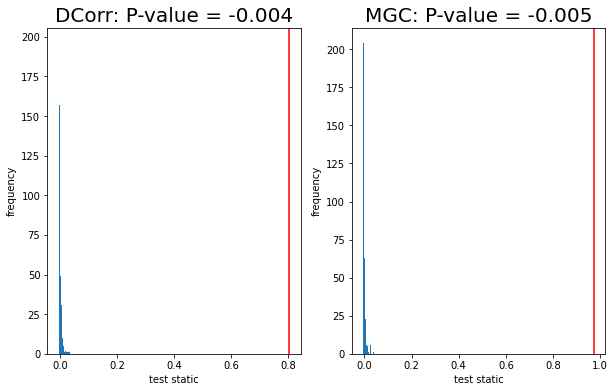 DCorr: P-value = -0.004
MGC: P-value = -0.005
200
175
150
125
100
75
50
25
0
frequency
0.0 0.2 0.4 0.6 0.8
test static
200
175
150
125
100
75
50
25
0
frequency
0.0 0.2 0.4 0.6 0.8 1.0
test static